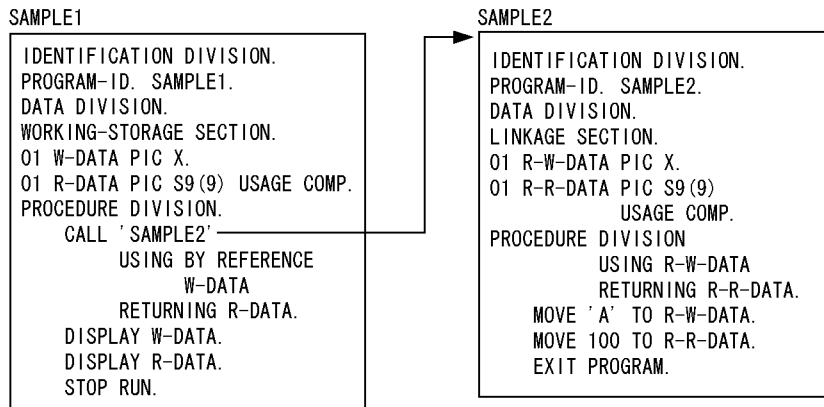 SAMPLE1
IDENTIFICATION DIVISION.
PROGRAM-ID. SAMPLE1.
DATA DIVISION.
WORKING-STORAGE SECTION.
01 W-DATA PIC X.
01 R-DATA PIC S9(9) USAGE COMP.
PROCEDURE DIVISION.
CALL 'SAMPLE2'
USING BY REFERENCE
W-DATA
RETURNING R-DATA.
DISPLAY W-DATA.
DISPLAY R-DATA.
STOP RUN.
SAMPLE2
IDENTIFICATION DIVISION.
PROGRAM-ID. SAMPLE2.
DATA DIVISION.
LINKAGE SECTION.
01 R-W-DATA PIC X.
01 R-R-DATA PIC S9(9)
USAGE COMP.
PROCEDURE DIVISION
USING R-W-DATA
RETURNING R-R-DATA.
MOVE 'A' TO R-W-DATA.
MOVE 100 TO R-R-DATA.
EXIT PROGRAM.